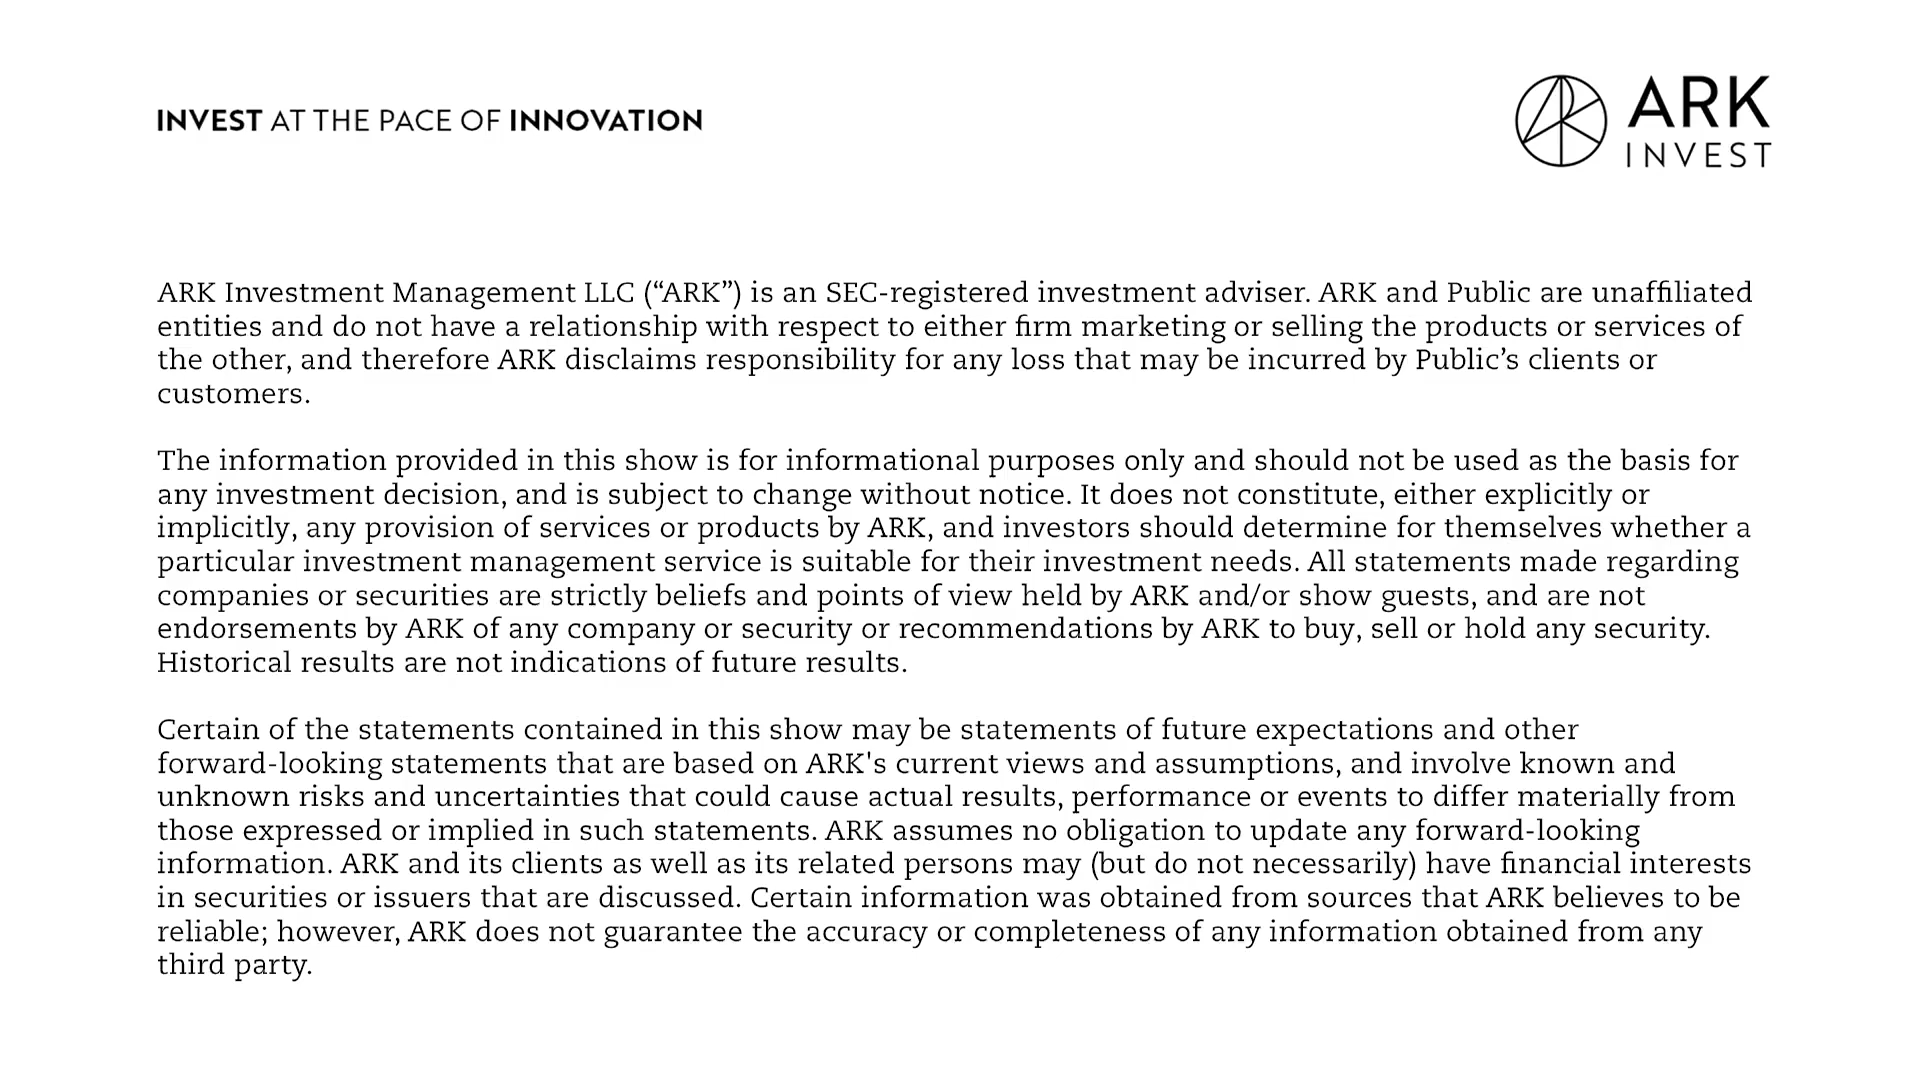 INVEST AT THE PACE OF INNOVATION
ARK
INVEST
ARK Investment Management LLC (“ARK”) is an SEC-registered investment adviser. ARK and Public are unaffiliated
entities and do not have a relationship with respect to either firm marketing or selling the products or services of
the other, and therefore ARK disclaims responsibility for any loss that may be incurred by Public’s clients or
customers.
The information provided in this show is for informational purposes only and should not be used as the basis for
any investment decision, and is subject to change without notice. It does not constitute, either explicitly or
implicitly, any provision of services or products by ARK, and investors should determine for themselves whether a
particular investment management service is suitable for their investment needs. All statements made regarding
companies or securities are strictly beliefs and points of view held by ARK and/or show guests, and are not
endorsements by ARK of any company or security or recommendations by ARK to buy, sell or hold any security.
Historical results are not indications of future results.
Certain of the statements contained in this show may be statements of future expectations and other
forward-looking statements that are based on ARK's current views and assumptions, and involve known and
unknown risks and uncertainties that could cause actual results, performance or events to differ materially from
those expressed or implied in such statements. ARK assumes no obligation to update any forward-looking
information. ARK and its clients as well as its related persons may (but do not necessarily) have financial interests
in securities or issuers that are discussed. Certain information was obtained from sources that ARK believes to be
reliable; however, ARK does not guarantee the accuracy or completeness of any information obtained from any
third party.